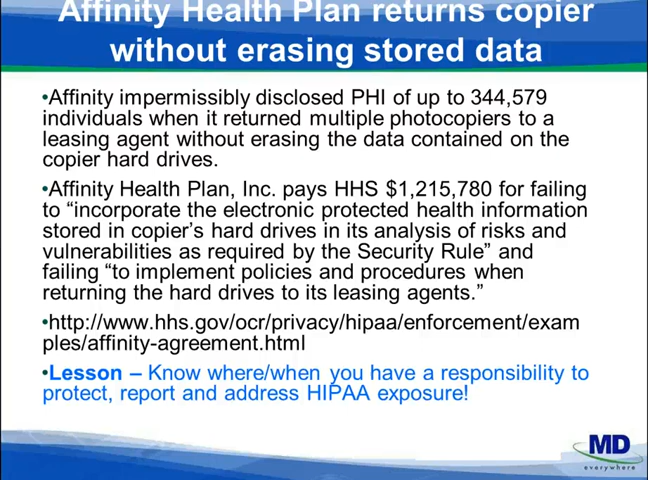 Affinity Health Plan returns copier
without erasing stored data
•Affinity impermissibly disclosed PHI of up to 344,579
individuals when it returned multiple photocopiers to a
leasing agent without erasing the data contained on the
copier hard drives.
•Affinity Health Plan, Inc. pays HHS $1,215,780 for failing
to “incorporate the electronic protected health information
stored in copier’s hard drives in its analysis of risks and
vulnerabilities as required by the Security Rule” and
failing “to implement policies and procedures when
returning the hard drives to its leasing agents.”
•http://www.hhs.gov/ocr/privacy/hipaa/enforcement/exam
ples/affinity-agreement.html
•Lesson – Know where/when you have a responsibility to
protect, report and address HIPAA exposure!
MD
everywhere